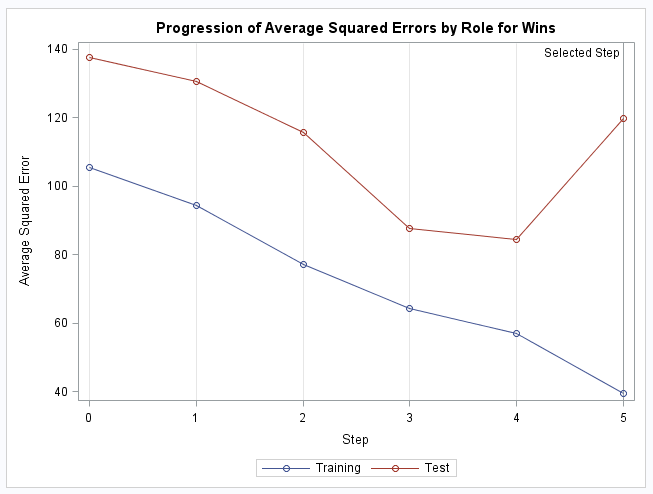 Progression of Average Squared Errors by Role for Wins
Selected Step
140
120
100
80
60
40
Average Squared Error
0 1 2 3 4 5
Step
Training Test